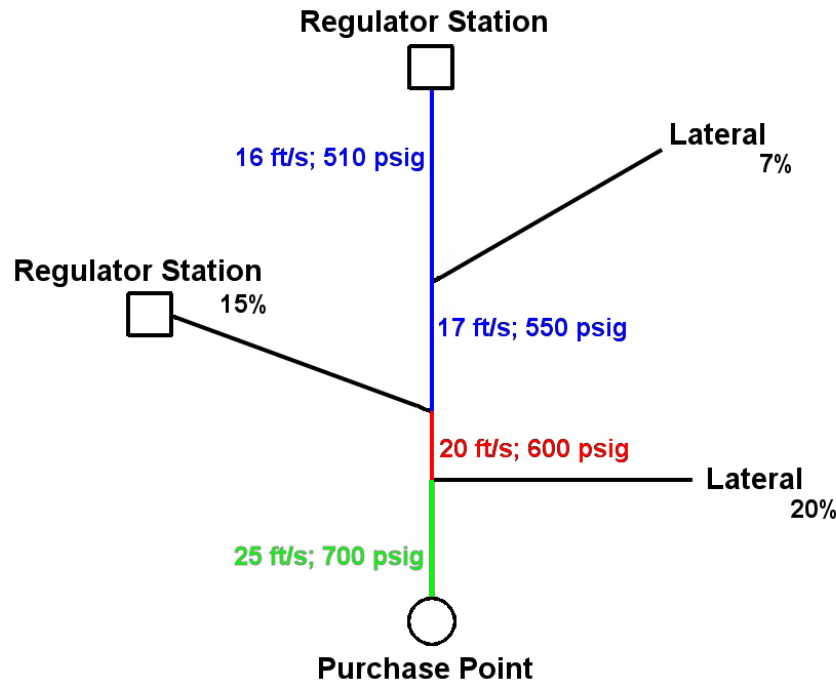 Regulator Station
16 ft/s; 510 psig
Lateral
7%
Regulator Station
15%
17 ft/s; 550 psig
20 ft/s; 600 psig
Lateral
20%
25 ft/s; 700 psig
Purchase Point